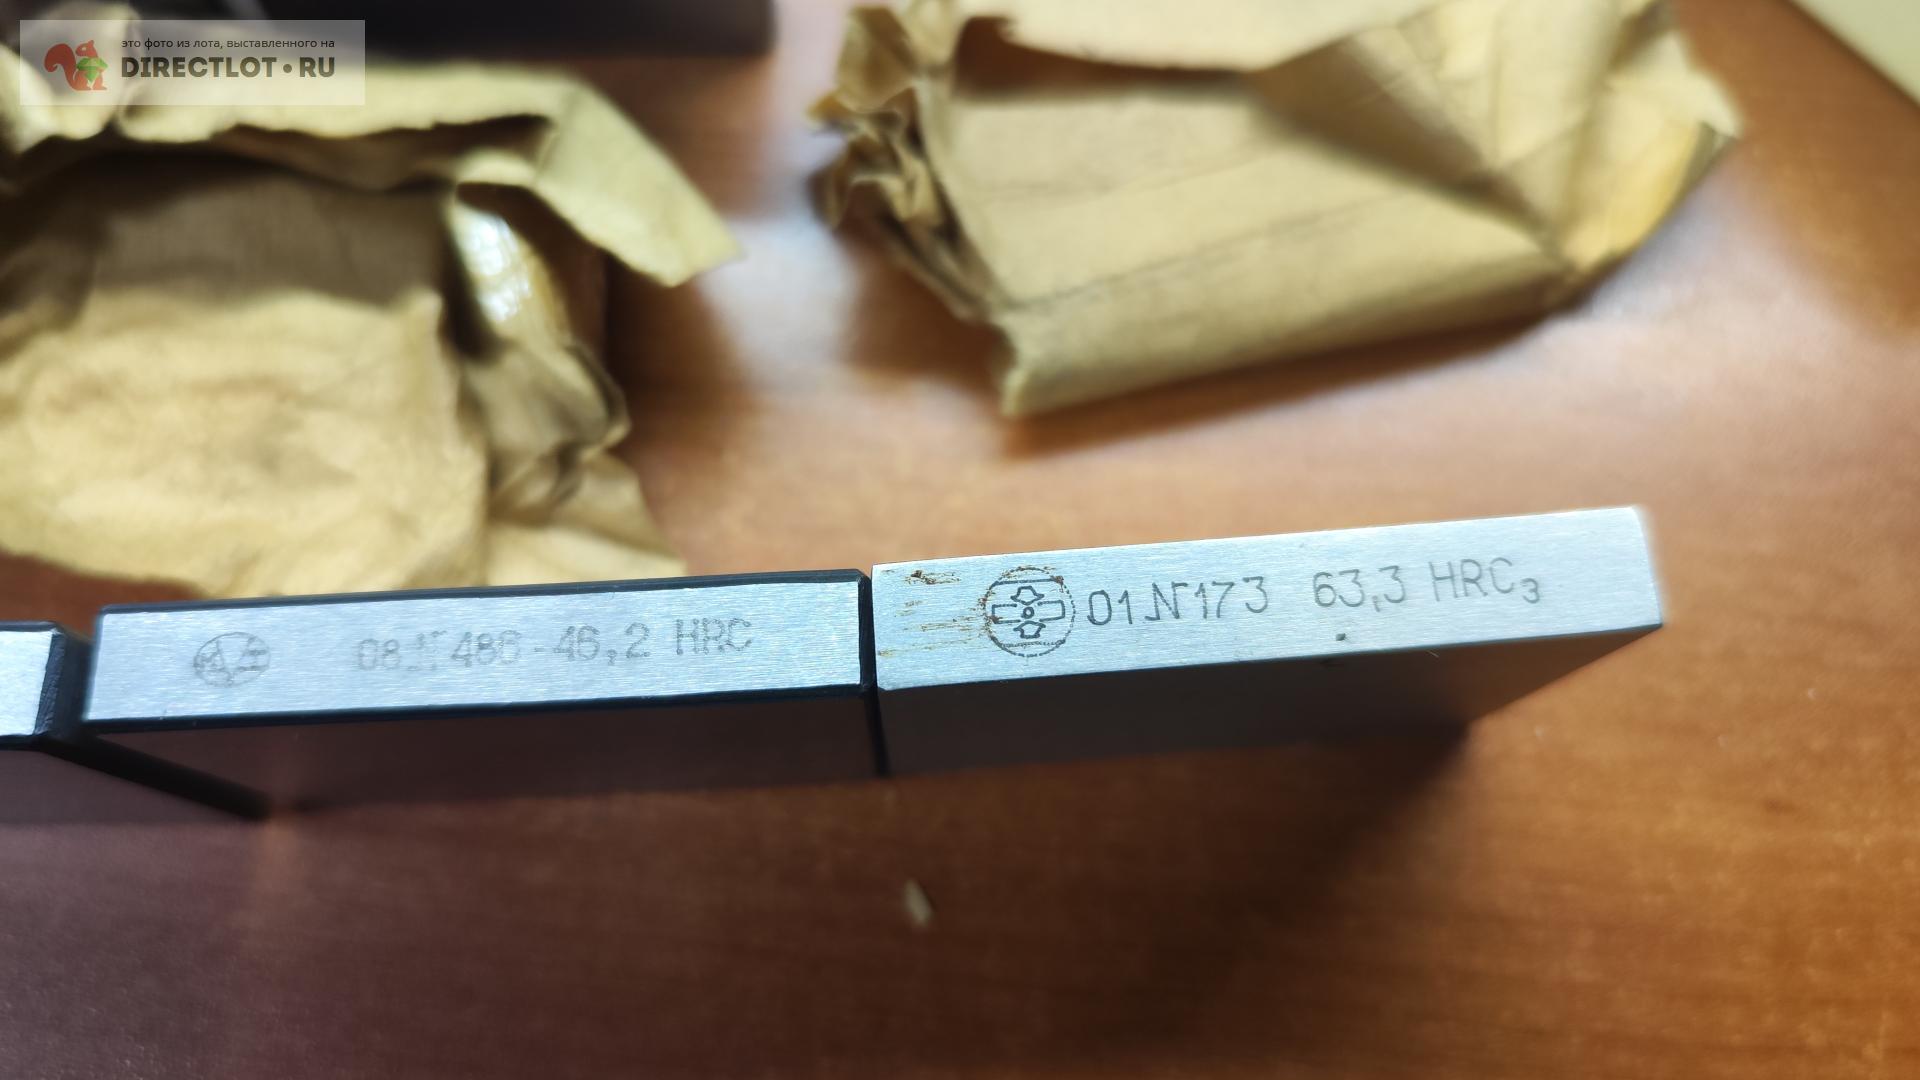 это фото из лота, выставленного на
DIRECTLOT•RU
08 № 486-46,2 HRC
01 № 173 63,3 HRCэ